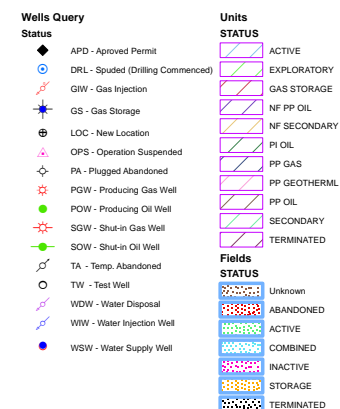 Wells Query
Status
APD - Aproved Permit
DRL - Spuded (Drilling Commenced)
GIW - Gas Injection
GS - Gas Storage
LOC - New Location
OPS - Operation Suspended
PA - Plugged Abandoned
PGW - Producing Gas Well
POW - Producing Oil Well
SGW - Shut-in Gas Well
SOW - Shut-in Oil Well
TA - Temp. Abandoned
TW - Test Well
WDW - Water Disposal
WIW - Water Injection Well
WSW - Water Supply Well
Units
STATUS
ACTIVE
EXPLORATORY
GAS STORAGE
NF PP OIL
NF SECONDARY
PI OIL
PP GAS
PP GEOTHERML
PP OIL
SECONDARY
TERMINATED
Fields
STATUS
Unknown
ABANDONED
ACTIVE
COMBINED
INACTIVE
STORAGE
TERMINATED